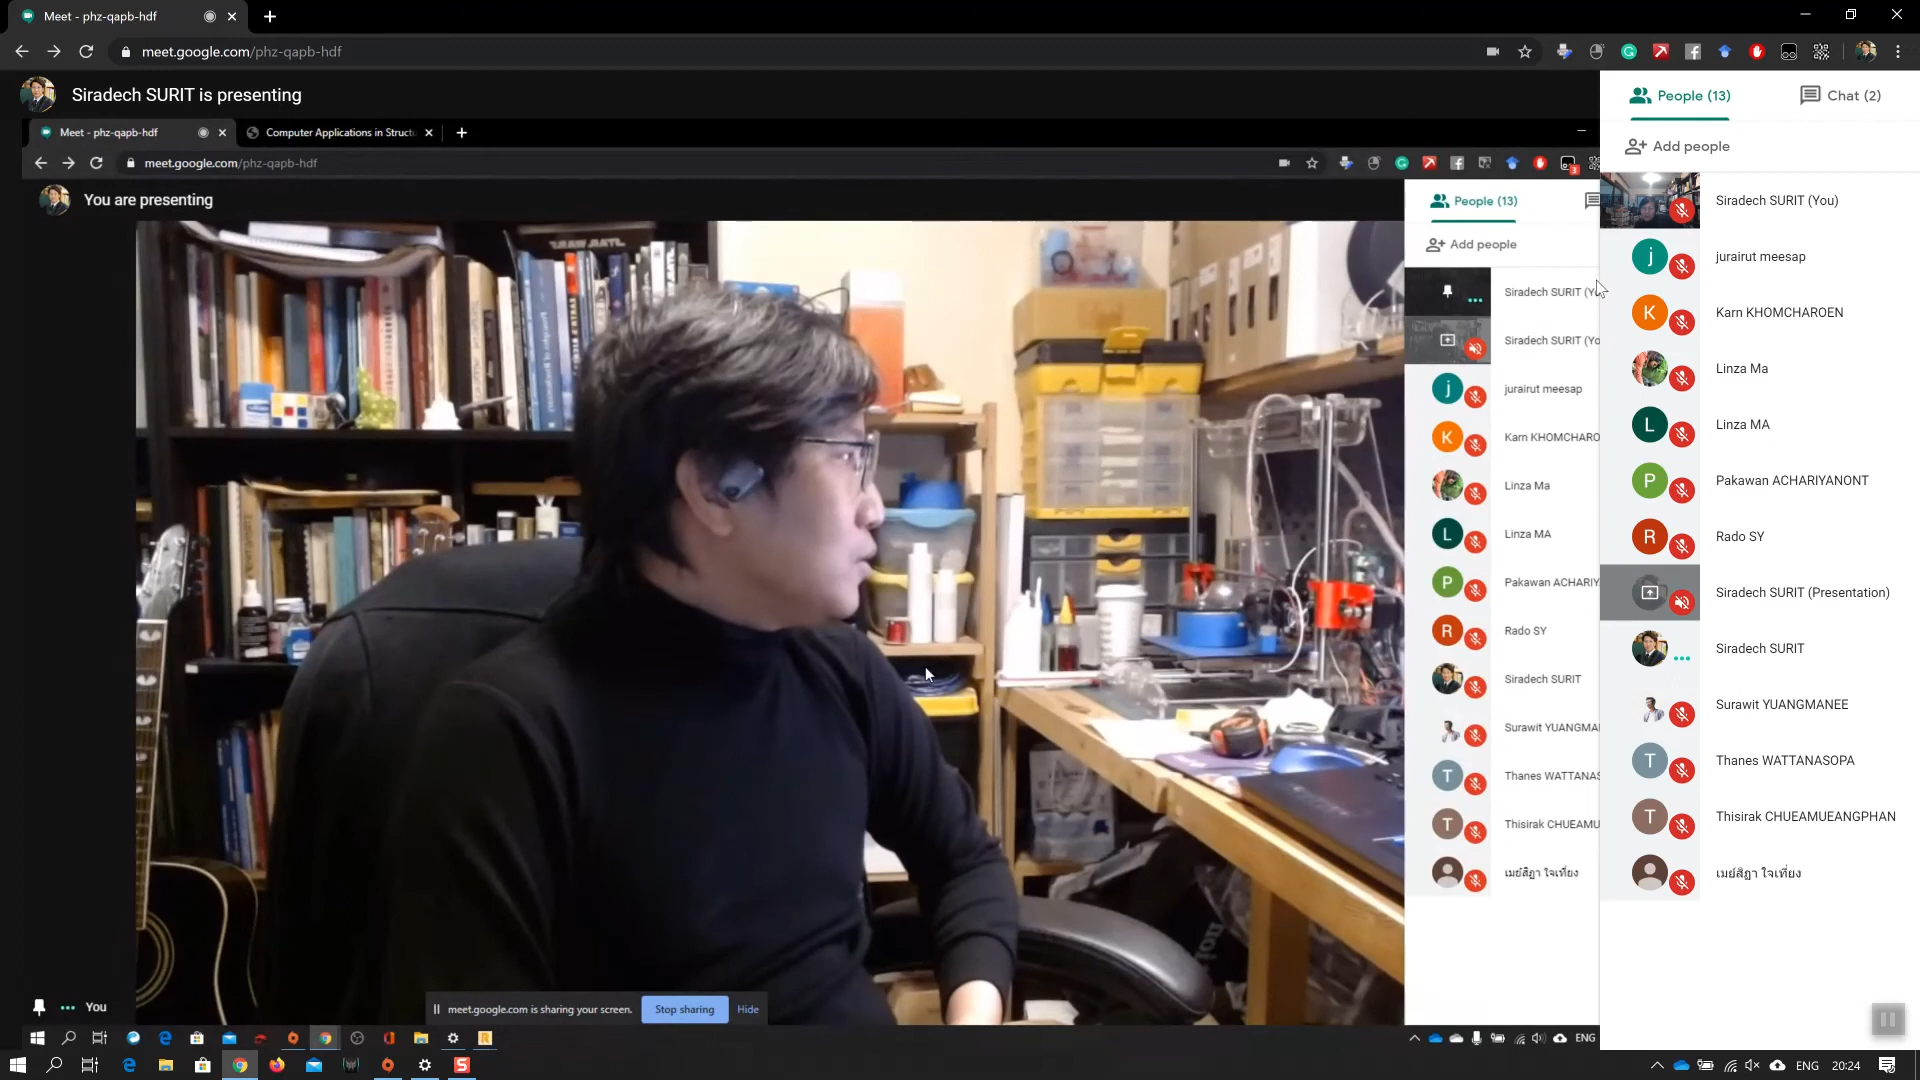 Meet - phz-qapb-hdf
meet.google.com/phz-qapb-hdf
Siradech SURIT is presenting
Meet - phz-qapb-hdf
Computer Applications in Struct
meet.google.com/phz-qapb-hdf
3
You are presenting
People (13)
Add people
Siradech SURIT (Yo
Siradech SURIT (Yo
j
jurairut meesap
K
Karn KHOMCHARO
Linza Ma
L
Linza MA
P
Pakawan ACHARIY
R
Rado SY
Siradech SURIT
Surawit YUANGMA
T
Thanes WATTANAS
T
Thisirak CHUEAMU
เมย์สิฎา ใจเที่ยง
You
meet.google.com is sharing your screen.
Stop sharing
Hide
ENG
People (13)
Chat (2)
Add people
Siradech SURIT (You)
j
jurairut meesap
K
Karn KHOMCHAROEN
Linza Ma
L
Linza MA
P
Pakawan ACHARIYANONT
R
Rado SY
Siradech SURIT (Presentation)
Siradech SURIT
Surawit YUANGMANEE
T
Thanes WATTANASOPA
T
Thisirak CHUEAMUEANGPHAN
เมย์สิฎา ใจเที่ยง
ENG
20:24